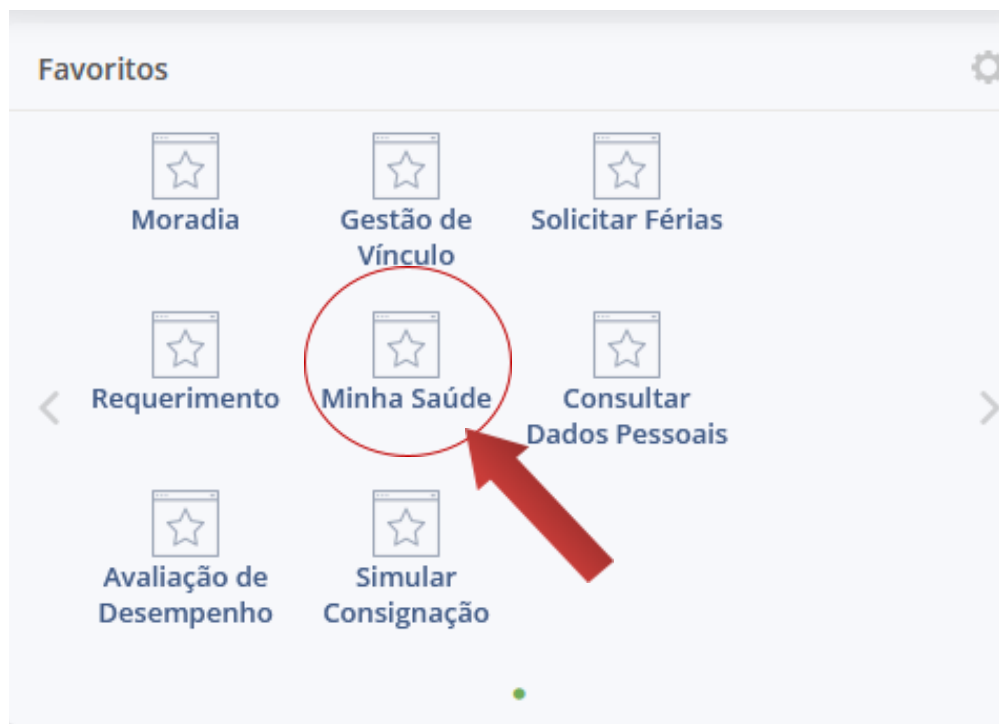 Favoritos
Moradia
Gestão de
Vínculo
Solicitar Férias
Requerimento
Minha Saúde
Consultar
Dados Pessoais
Avaliação de
Desempenho
Simular
Consignação